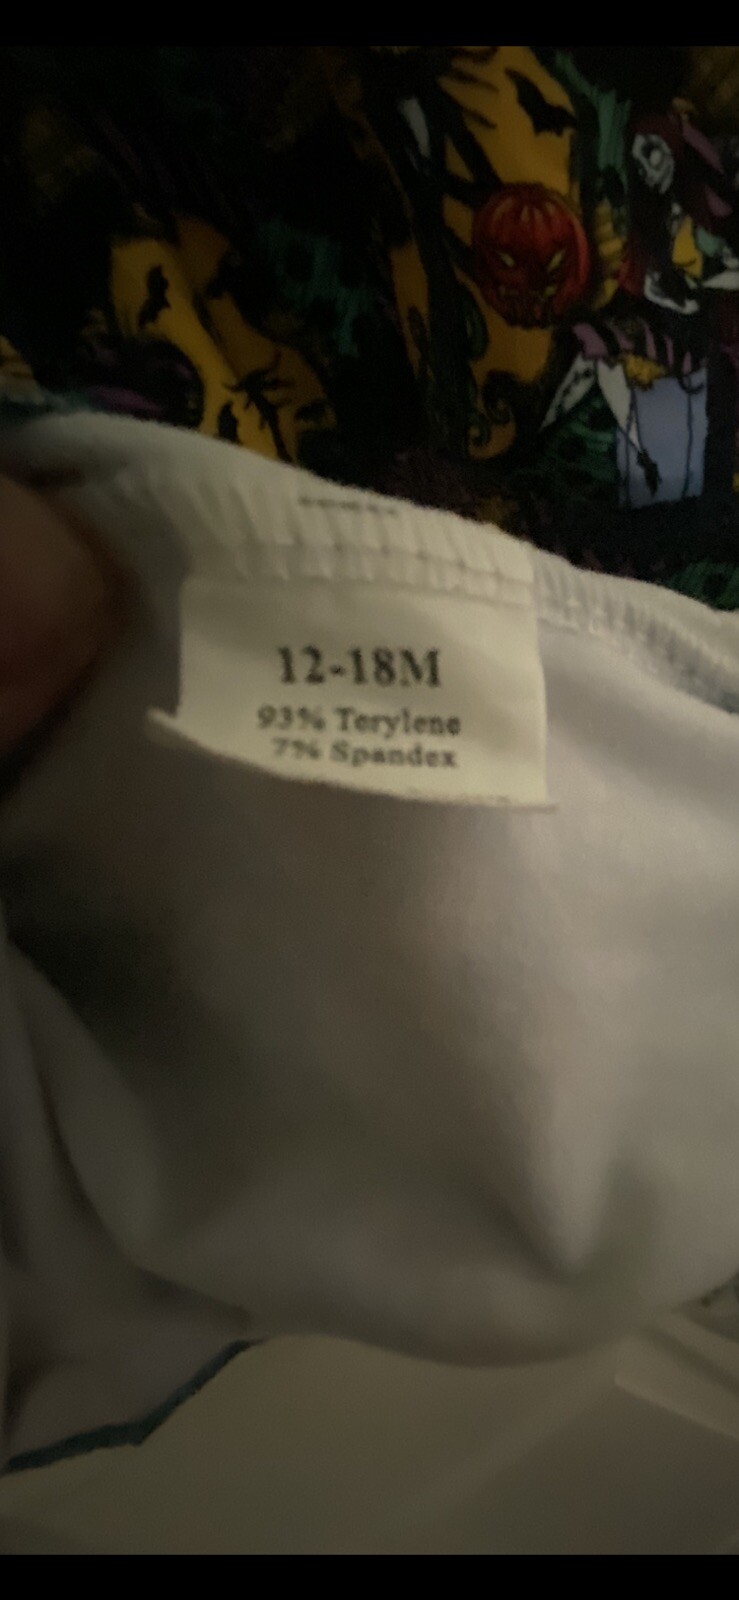 12-18M
93% Terylene
7% Spandex